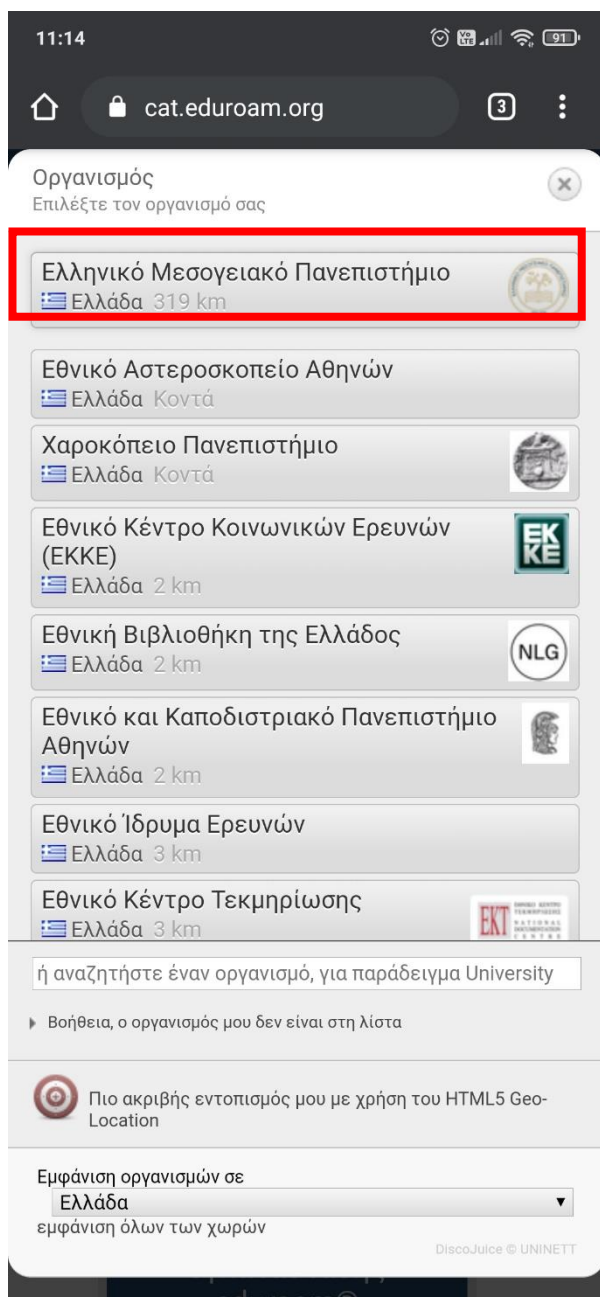 11:14
Vo LTE
91
cat.eduroam.org
3
Οργανισμός
Επιλέξτε τον οργανισμό σας
Ελληνικό Μεσογειακό Πανεπιστήμιο
Ελλάδα 319 km
Εθνικό Αστεροσκοπείο Αθηνών
Ελλάδα Κοντά
Χαροκόπειο Πανεπιστήμιο
Ελλάδα Κοντά
Εθνικό Κέντρο Κοινωνικών Ερευνών
(ΕΚΚΕ)
ΕΚ
ΚΕ
Ελλάδα 2 km
Εθνική Βιβλιοθήκη της Ελλάδος
NLG
Ελλάδα 2 km
Εθνικό και Καποδιστριακό Πανεπιστήμιο
Αθηνών
Ελλάδα 2 km
Εθνικό Ίδρυμα Ερευνών
Ελλάδα 3 km
Εθνικό Κέντρο Τεκμηρίωσης
ΕΚΤ
Ελλάδα 3 km
ή αναζητήστε έναν οργανισμό, για παράδειγμα University
Βοήθεια, ο οργανισμός μου δεν είναι στη λίστα
Πιο ακριβής εντοπισμός μου με χρήση του HTML5 Geo-
Location
Εμφάνιση οργανισμών σε
Ελλάδα
εμφάνιση όλων των χωρών
DiscoJuice © UNINETT